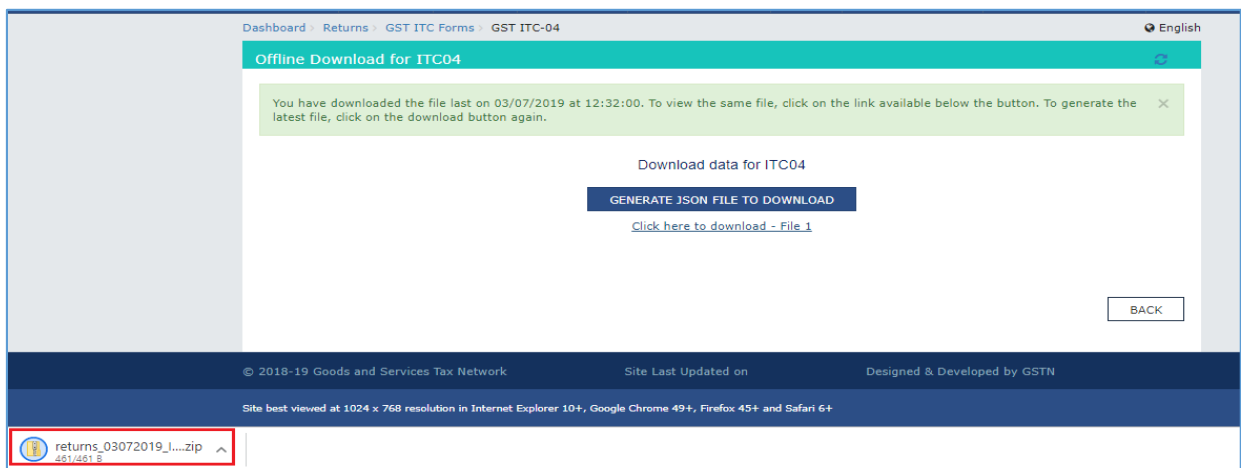 Dashboard > Returns > GST ITC Forms > GST ITC-04
English
Offline Download for ITC04
You have downloaded the file last on 03/07/2019 at 12:32:00. To view the same file, click on the link available below the button. To generate the
latest file, click on the download button again.
Download data for ITC04
GENERATE JSON FILE TO DOWNLOAD
Click here to download - File 1
BACK
© 2018-19 Goods and Services Tax Network
Site Last Updated on
Designed & Developed by GSTN
Site best viewed at 1024 x 768 resolution in Internet Explorer 10+, Google Chrome 49+, Firefox 45+ and Safari 6+
returns_03072019_I....zip
461/461 B